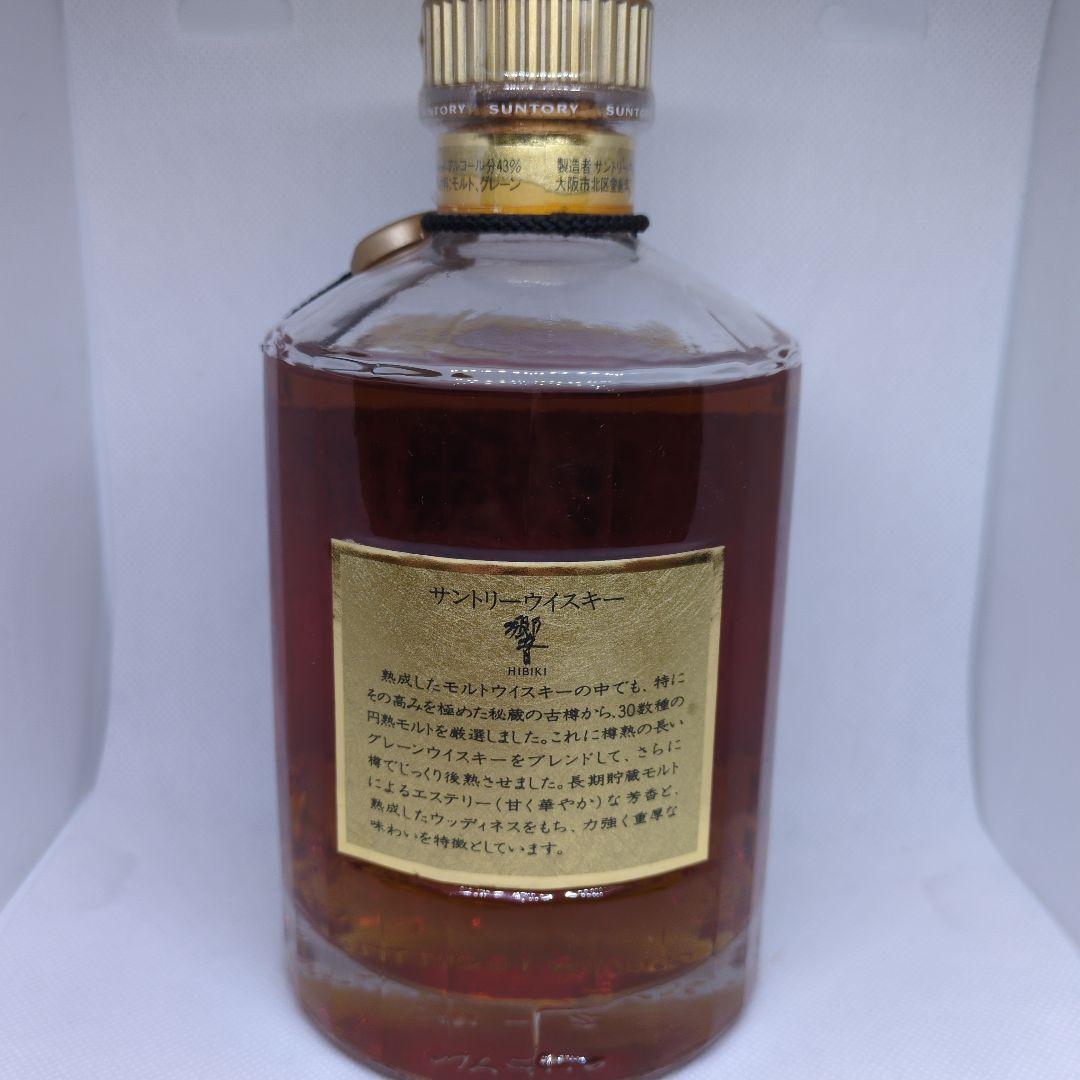 SUNTORY
アルコール分43% 製造者 サントリー
モルト、グレーン 大阪市北区堂島
サントリーウイスキー
響
HIBIKI
熟成したモルトウイスキーの中でも、特に
その高みを極めた秘蔵の古樽から、30数種の
円熟モルトを厳選しました。これに樽熟の長い
グレーンウイスキーをブレンドして、さらに
樽でじっくり後熟させました。長期貯蔵モルト
によるエステリー(甘く華やか)な芳香と、
熟成したウッディネスをもち、力強く重厚な
味わいを特徴としています。